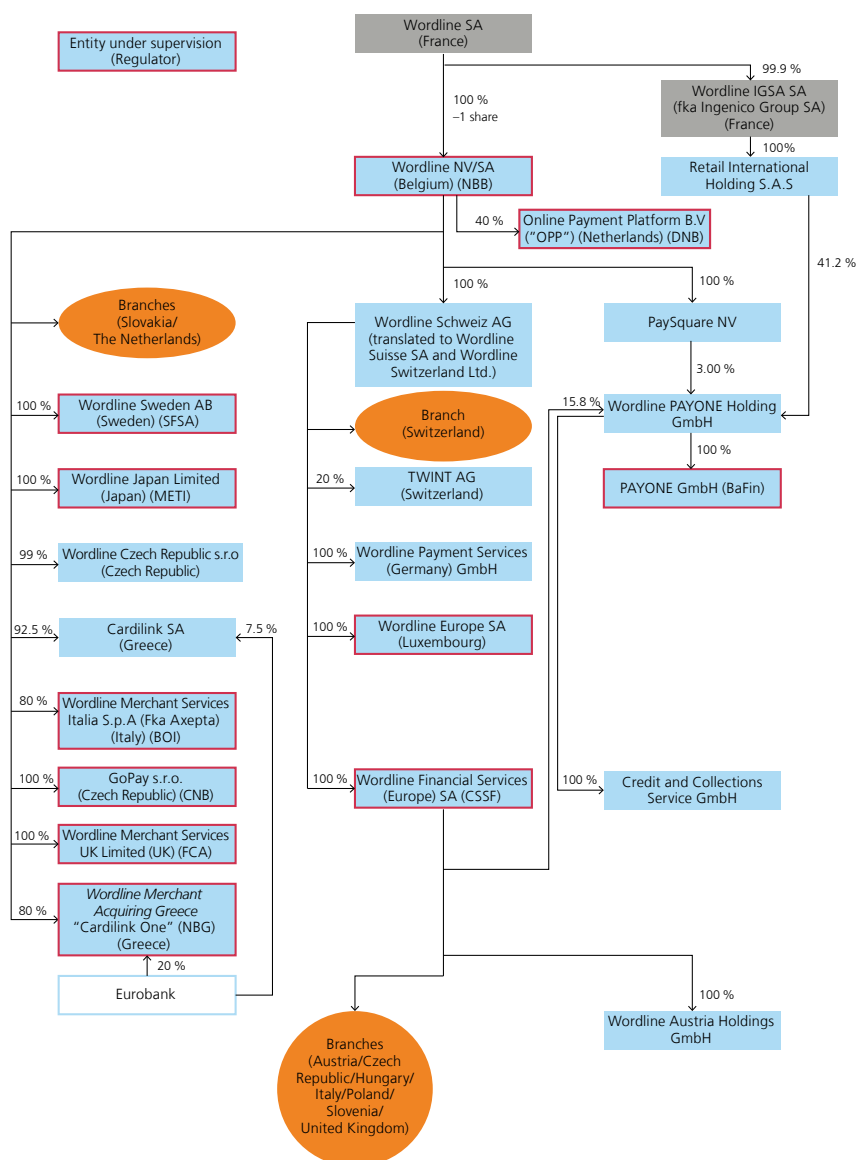 Wordline SA
(France)
Entity under supervision
(Regulator)
99.9 %
Wordline IGSA SA
(fka Ingenico Group SA)
(France)
100 %
–1 share
100%
Wordline NV/SA
(Belgium) (NBB)
Retail International
Holding S.A.S
40 %
Online Payment Platform B.V
(“OPP”) (Netherlands) (DNB)
41.2 %
100 %
100 %
Branches
(Slovakia/
The Netherlands)
Wordline Schweiz AG
(translated to Wordline
Suisse SA and Wordline
Switzerland Ltd.)
PaySquare NV
3.00 %
100 %
Wordline Sweden AB
(Sweden) (SFSA)
Branch
(Switzerland)
15.8 %
Wordline PAYONE Holding
GmbH
100 %
100 %
Wordline Japan Limited
(Japan) (METI)
20 %
TWINT AG
(Switzerland)
PAYONE GmbH (BaFin)
99 %
Wordline Czech Republic s.r.o
(Czech Republic)
100 %
Wordline Payment Services
(Germany) GmbH
92.5 %
Cardilink SA
(Greece)
7.5 %
100 %
Wordline Europe SA
(Luxembourg)
80 %
Wordline Merchant Services
Italia S.p.A (Fka Axepta)
(Italy) (BOI)
100 %
GoPay s.r.o.
(Czech Republic) (CNB)
100 %
Wordline Financial Services
(Europe) SA (CSSF)
100 %
Credit and Collections
Service GmbH
100 %
Wordline Merchant Services
UK Limited (UK) (FCA)
80 %
Wordline Merchant
Acquiring Greece
“Cardilink One” (NBG)
(Greece)
20 %
Eurobank
100 %
Wordline Austria Holdings
GmbH
Branches
(Austria/Czech
Republic/Hungary/
Italy/Poland/
Slovenia/
United Kingdom)